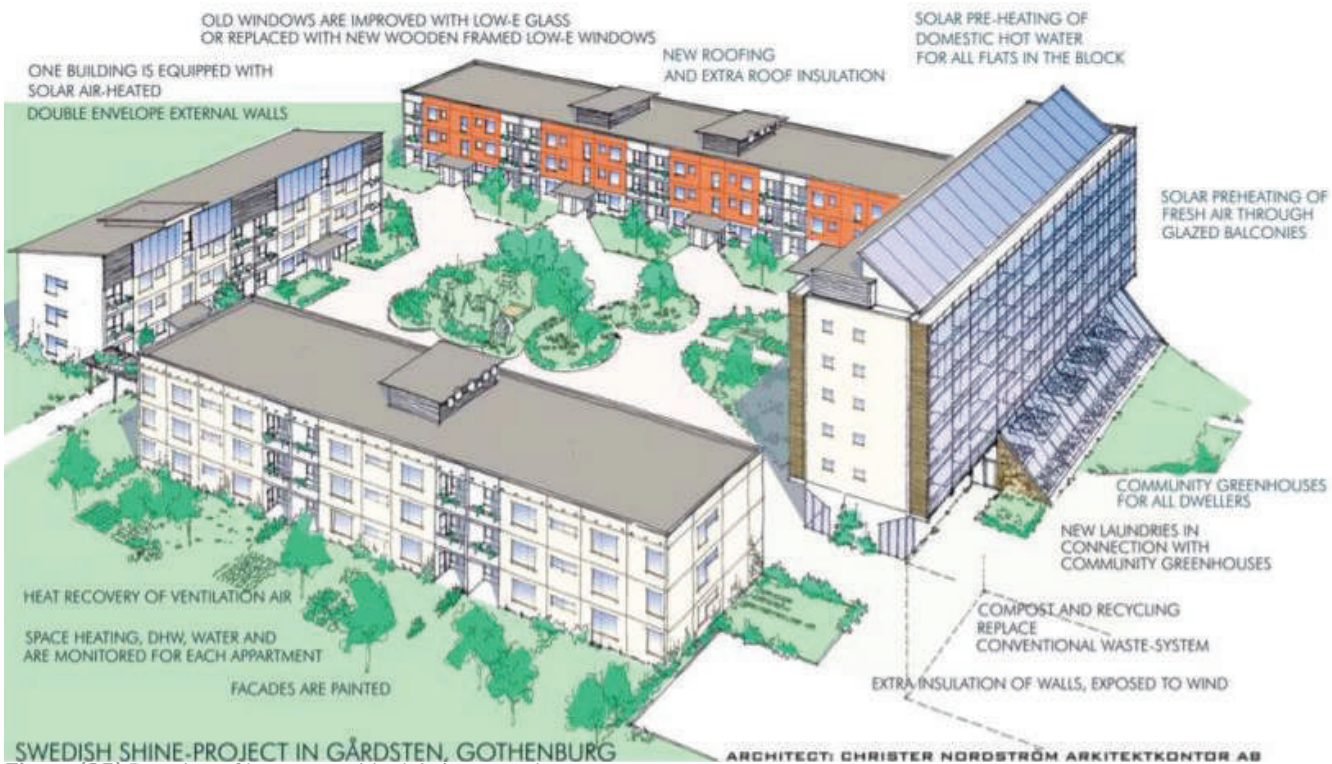 OLD WINDOWS ARE IMPROVED WITH LOW-E GLASS
OR REPLACED WITH NEW WOODEN FRAMED LOW-E WINDOWS
SOLAR PRE-HEATING OF
DOMESTIC HOT WATER
FOR ALL FLATS IN THE BLOCK
NEW ROOFING
AND EXTRA ROOF INSULATION
ONE BUILDING IS EQUIPPED WITH
SOLAR AIR-HEATED
DOUBLE ENVELOPE EXTERNAL WALLS
SOLAR PREHEATING OF
FRESH AIR THROUGH
GLAZED BALCONIES
COMMUNITY GREENHOUSES
FOR ALL DWELLERS
NEW LAUNDRIES IN
CONNECTION WITH
COMMUNITY GREENHOUSES
HEAT RECOVERY OF VENTILATION AIR
COMPOST AND RECYCLING
REPLACE
CONVENTIONAL WASTE-SYSTEM
SPACE HEATING, DHW, WATER AND
ARE MONITORED FOR EACH APPARTMENT
FACADES ARE PAINTED
EXTRA INSULATION OF WALLS, EXPOSED TO WIND
SWEDISH SHINE-PROJECT IN GÅRDSTEN, GOTHENBURG
ARCHITECT: CHRISTER NORDSTRÖM ARKITEKTKONTOR AB